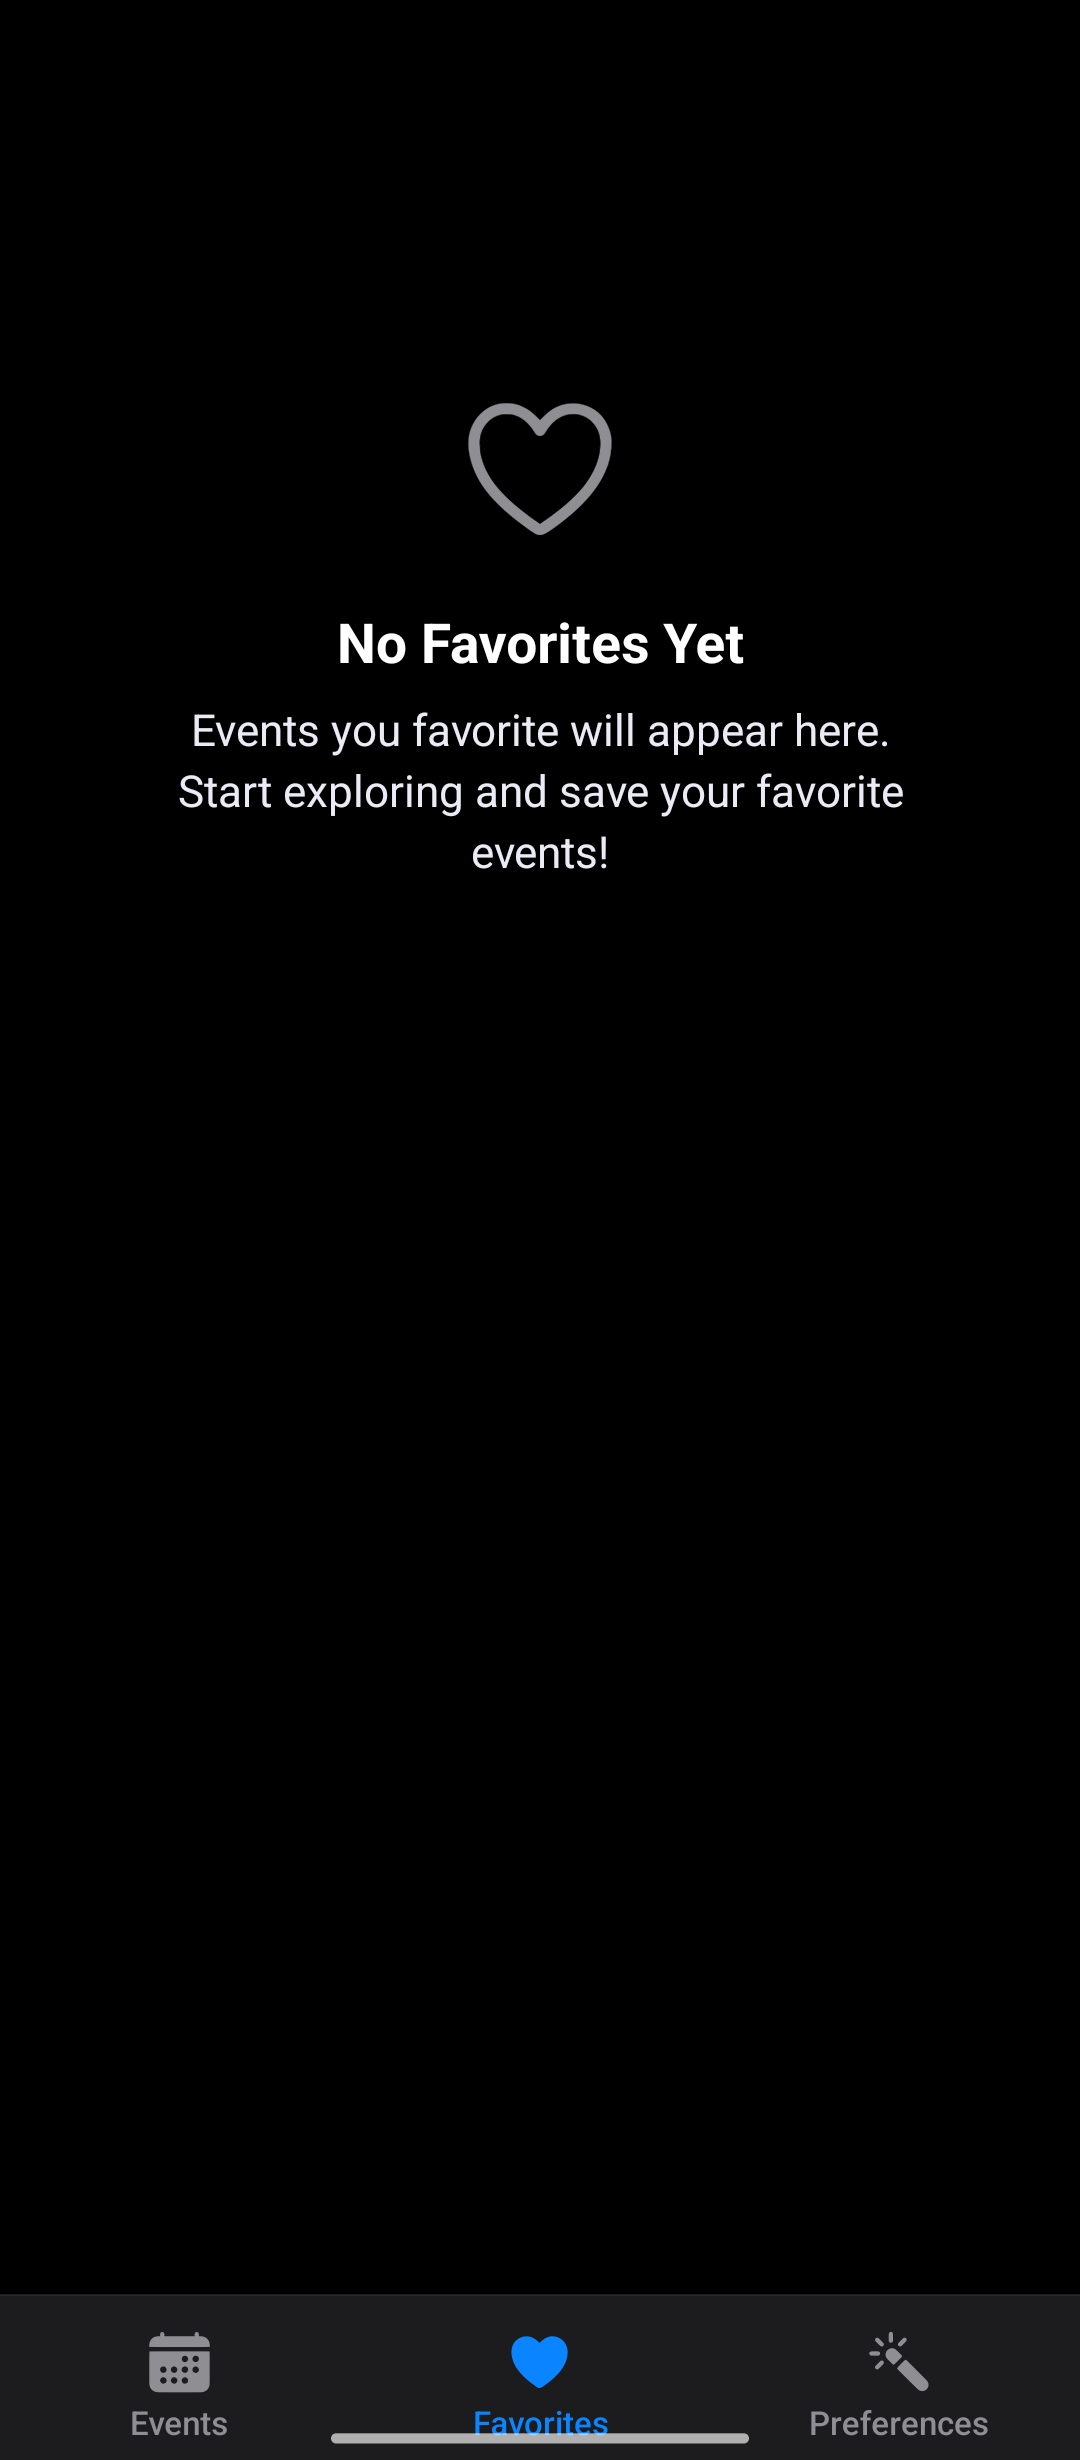 No Favorites Yet
Events you favorite will appear here.
Start exploring and save your favorite
events!
Events
Favorites
Preferences